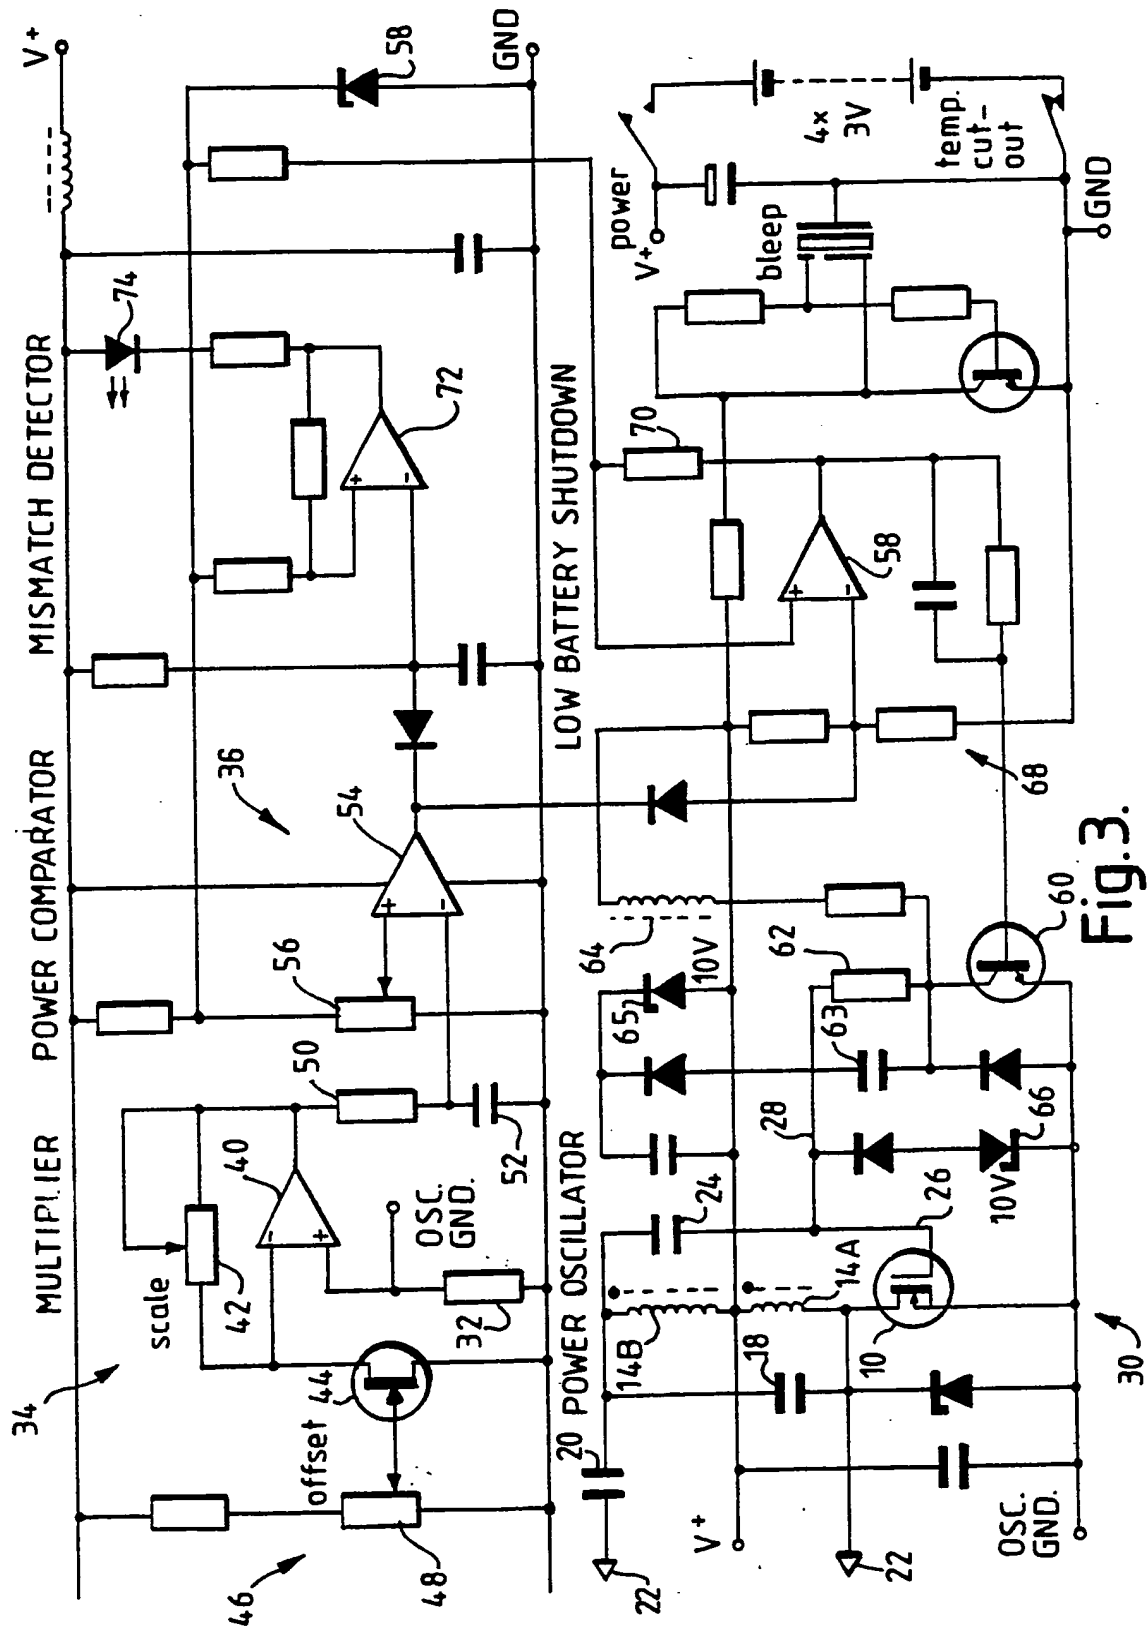 MULTIPLIER
POWER COMPARATOR
MISMATCH DETECTOR
V+
34
scale
42
40
50
56
36
54
74
72
58
GND
offset 44
32
OSC.
GND.
52
46
48
POWER OSCILLATOR
LOW BATTERY SHUTDOWN
20
22
14B
18
14A
24
28
26
10
V+
22
OSC.
GND.
30
65
64
10V
63
62
66
10V
60
68
58
70
bleep
power
V+
4x
3V
temp.
cut-
out
GND
Fig.3.